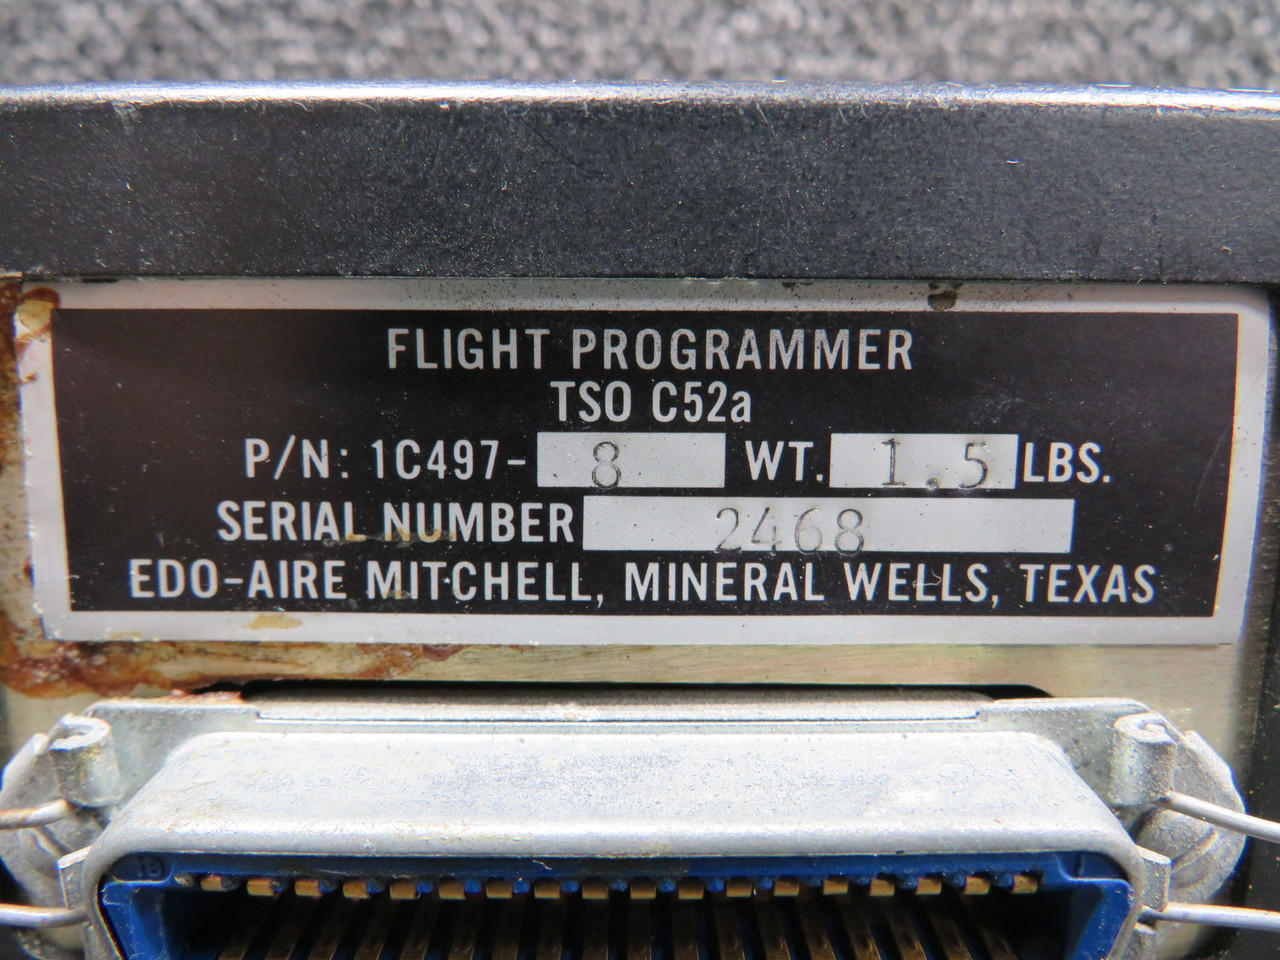 FLIGHT PROGRAMMER
TSO C52a
P/N: 1C497- 8 WT. 1.5 LBS.
SERIAL NUMBER 2468
EDO-AIRE MITCHELL, MINERAL WELLS, TEXAS